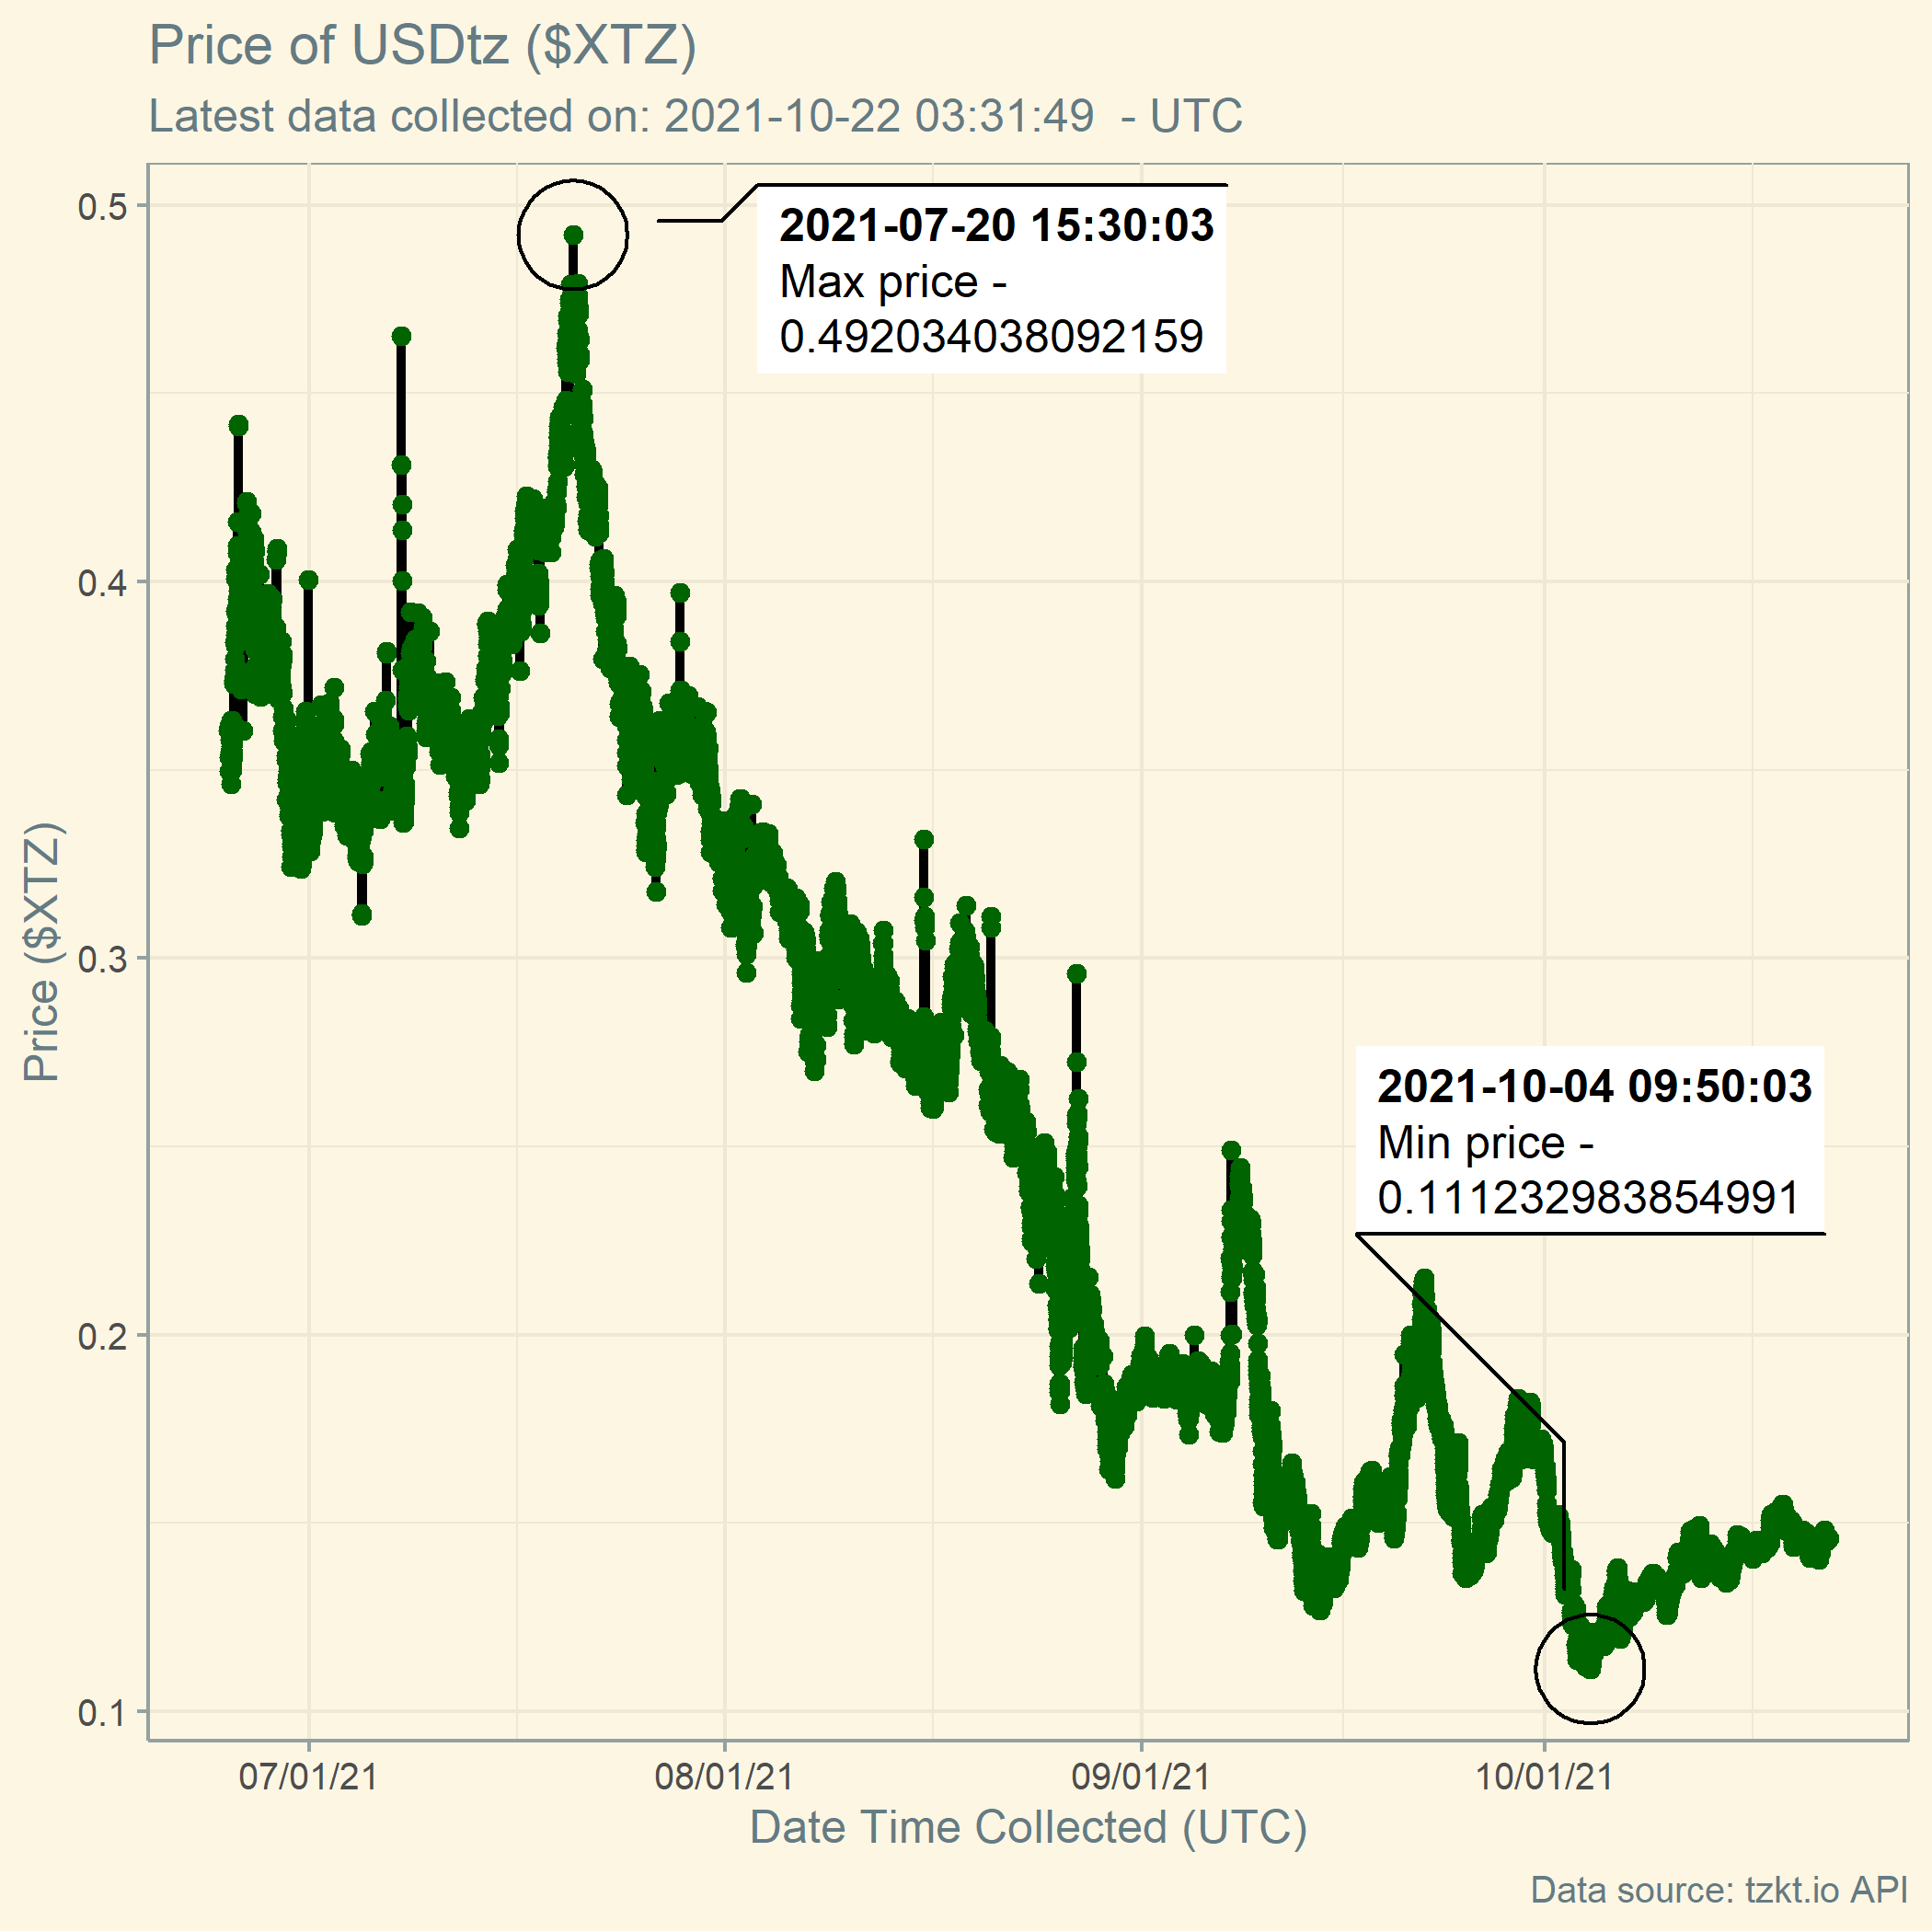 Price of USDtz ($XTZ)
Latest data collected on: 2021-10-22 03:31:49  - UTC
0.5
0.4
0.3
0.2
0.1
Price ($XTZ)
2021-07-20 15:30:03
Max price -
0.492034038092159
2021-10-04 09:50:03
Min price -
0.111232983854991
07/01/21
08/01/21
09/01/21
10/01/21
Date Time Collected (UTC)
Data source: tzkt.io API